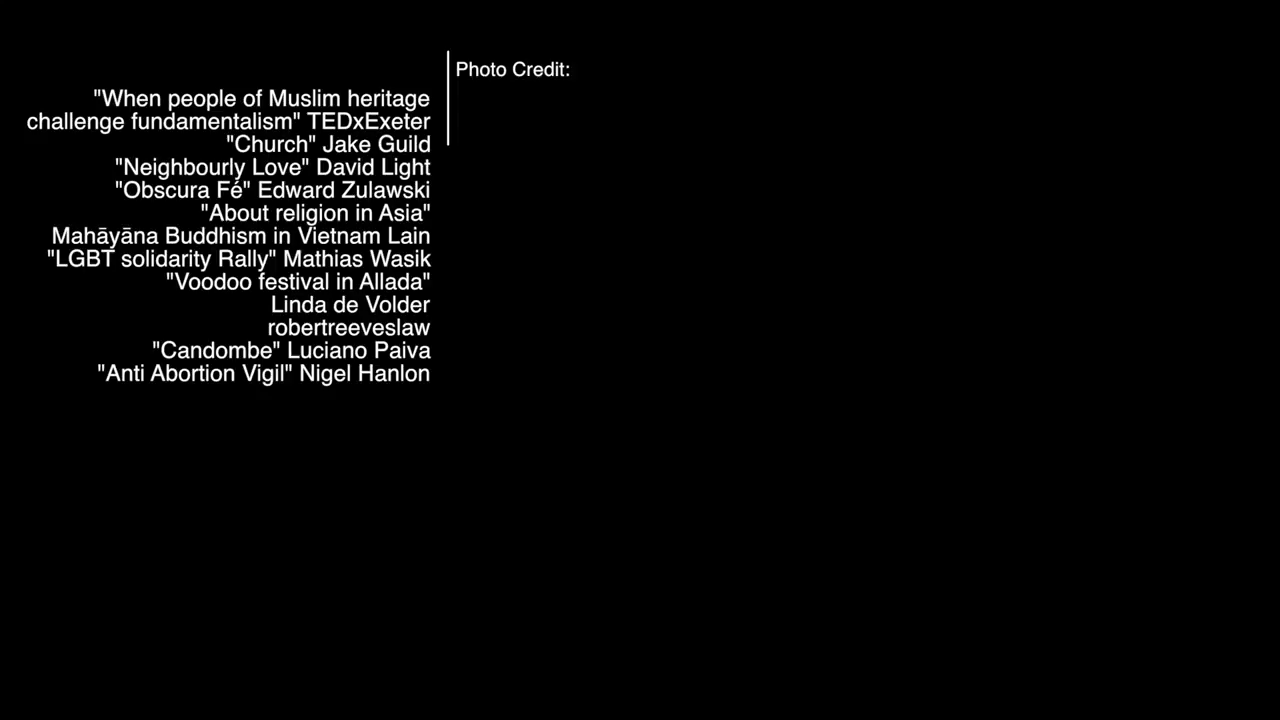 Photo Credit:
"When people of Muslim heritage
challenge fundamentalism" TEDxExeter
"Church" Jake Guild
"Neighbourly Love" David Light
"Obscura Fé" Edward Zulawski
"About religion in Asia"
Mahāyāna Buddhism in Vietnam Lain
"LGBT solidarity Rally" Mathias Wasik
"Voodoo festival in Allada"
Linda de Volder
robertreeveslaw
"Candombe" Luciano Paiva
"Anti Abortion Vigil" Nigel Hanlon